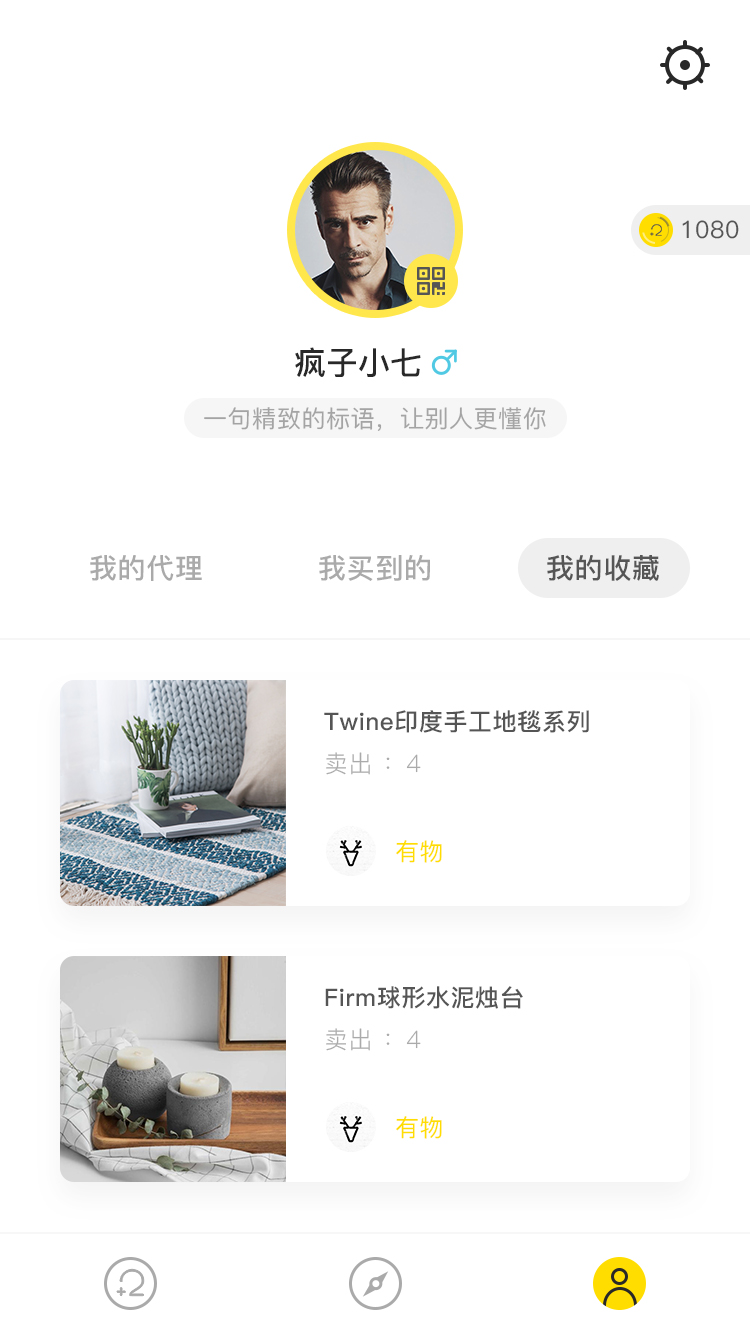 1080
疯子小七
一句精致的标语，让别人更懂你
我的代理 我买到的 我的收藏
Twine印度手工地毯系列
卖出 ： 4
有物
Firm球形水泥烛台
卖出 ： 4
有物